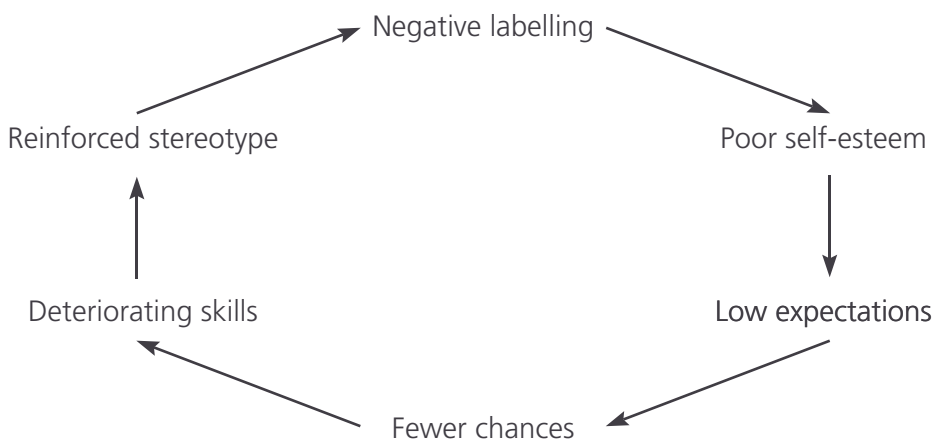 Negative labelling
Reinforced stereotype
Poor self-esteem
Deteriorating skills
Low expectations
Fewer chances